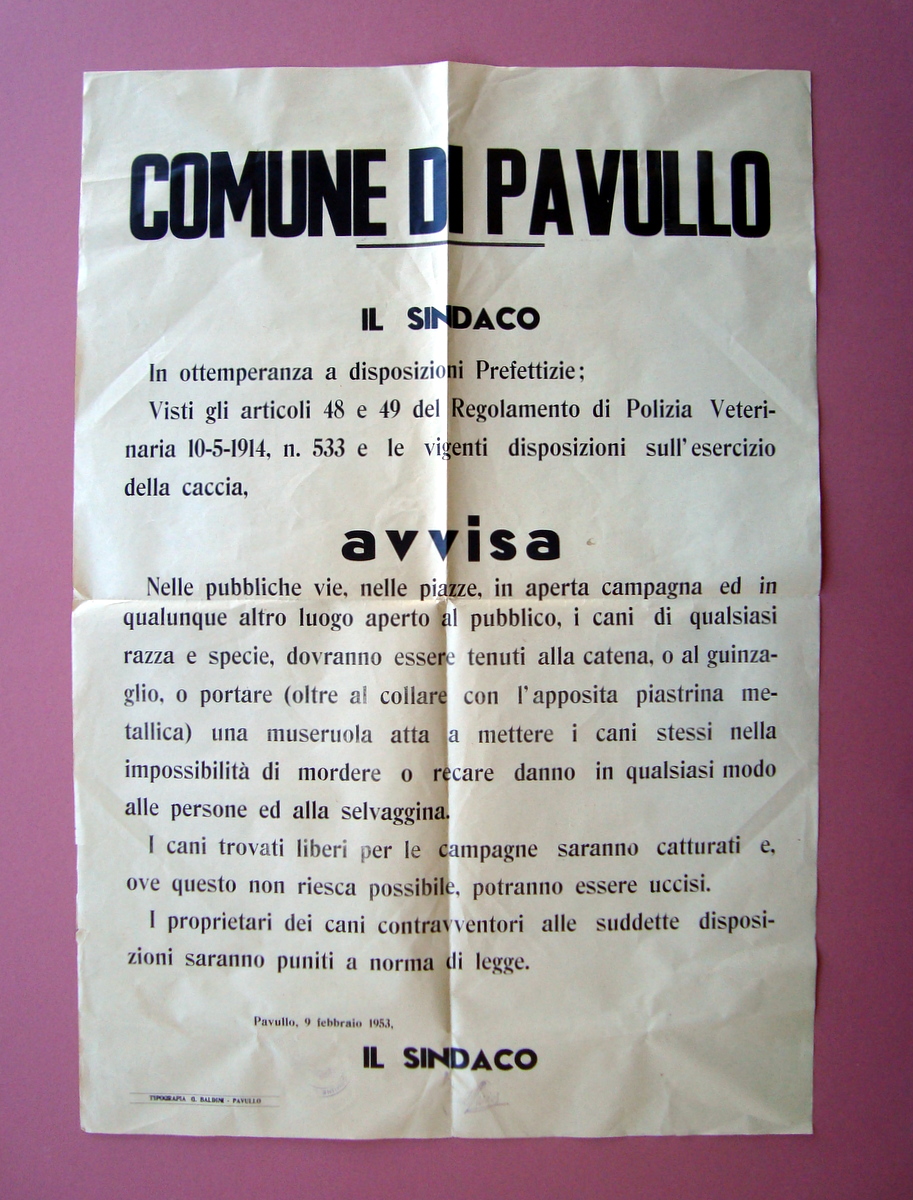 COMUNE DI PAVULLO
IL SINDACO
In ottemperanza a disposizioni Prefettizie;
Visti gli articoli 48 e 49 del Regolamento di Polizia Veteri-
naria 10-5-1914, n. 533 e le vigenti disposizioni sull'esercizio
della caccia,
avvisa
Nelle pubbliche vie, nelle piazze, in aperta campagna ed in
qualunque altro luogo aperto al pubblico, i cani di qualsiasi
razza e specie, dovranno essere tenuti alla catena, o al guinza-
glio, o portare (oltre al collare con l'apposita piastrina me-
tallica) una museruola atta a mettere i cani stessi nella
impossibilità di mordere o recare danno in qualsiasi modo
alle persone ed alla selvaggina.
I cani trovati liberi per le campagne saranno catturati e,
ove questo non riesca possibile, potranno essere uccisi.
I proprietari dei cani contravventori alle suddette disposi-
zioni saranno puniti a norma di legge.
Pavullo, 9 febbraio 1953,
IL SINDACO
TIPOGRAFIA G. BALDINI - PAVULLO